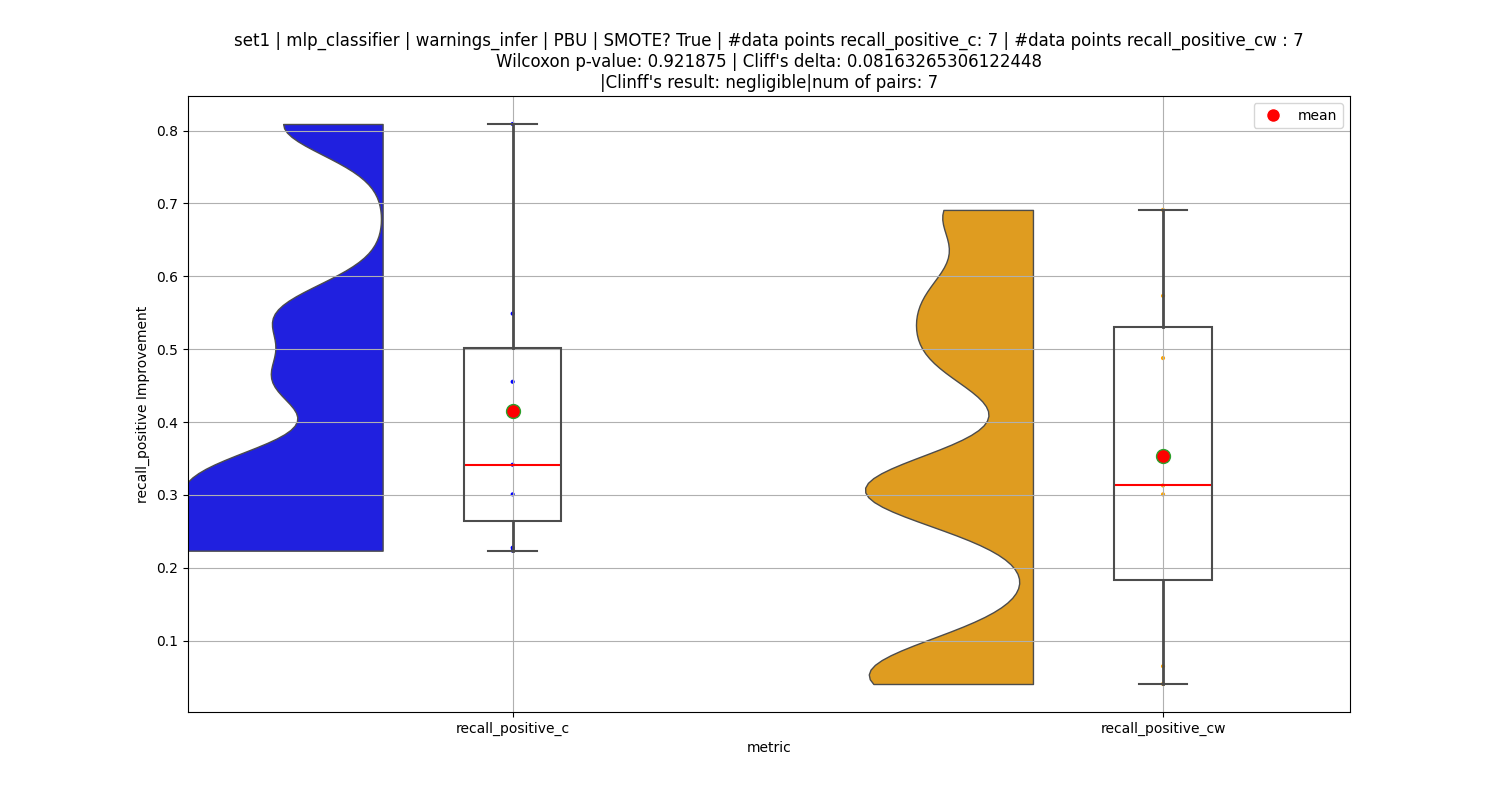 set1 | mlp_classifier | warnings_infer | PBU | SMOTE? True | #data points recall_positive_c: 7 | #data points recall_positive_cw : 7
Wilcoxon p-value: 0.921875 | Cliff's delta: 0.08163265306122448
|Clinff's result: negligible|num of pairs: 7
mean
0.8
0.7
0.6
0.5
0.4
0.3
0.2
0.1
recall_positive Improvement
recall_positive_c
recall_positive_cw
metric